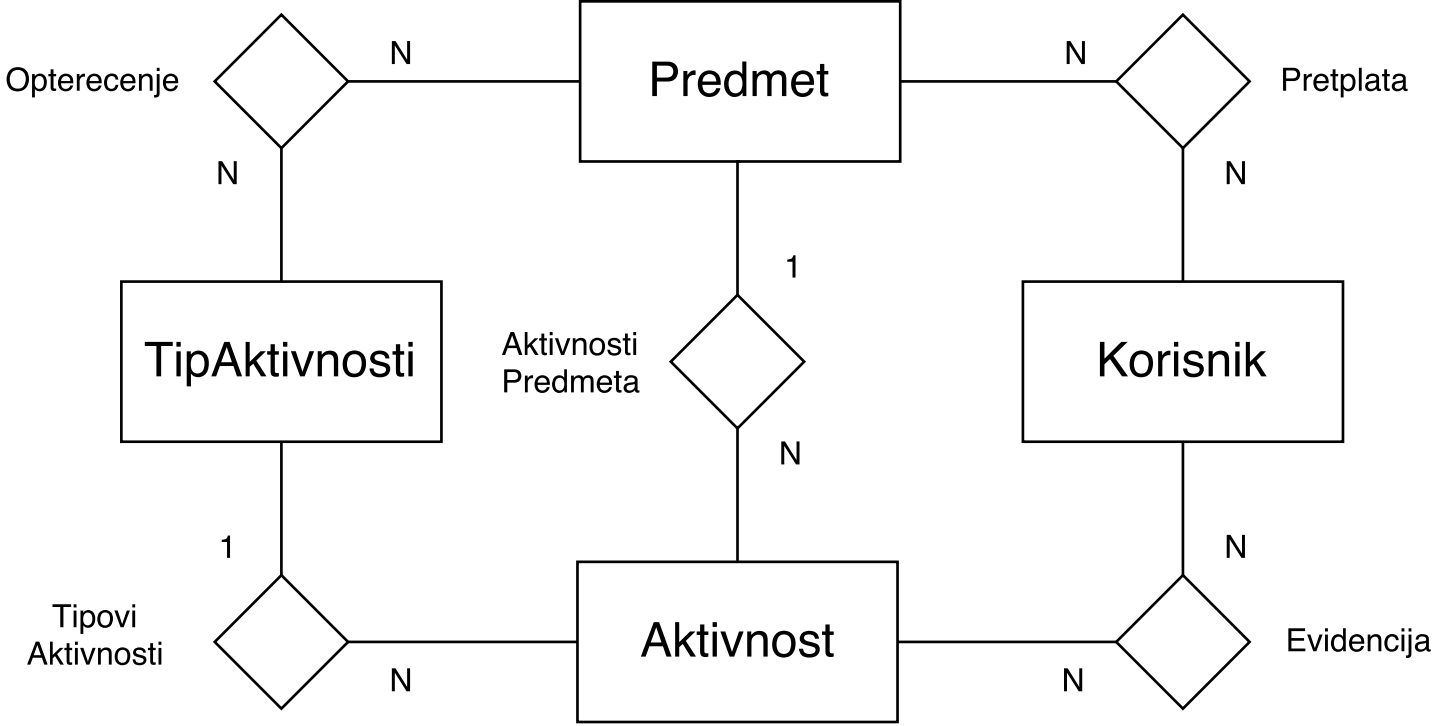 N
N
Opterecenje
Predmet
Pretplata
N
N
1
Aktivnosti
Predmeta
TipAktivnosti
Korisnik
N
1
N
Tipovi
Aktivnosti
Aktivnost
Evidencija
N
N